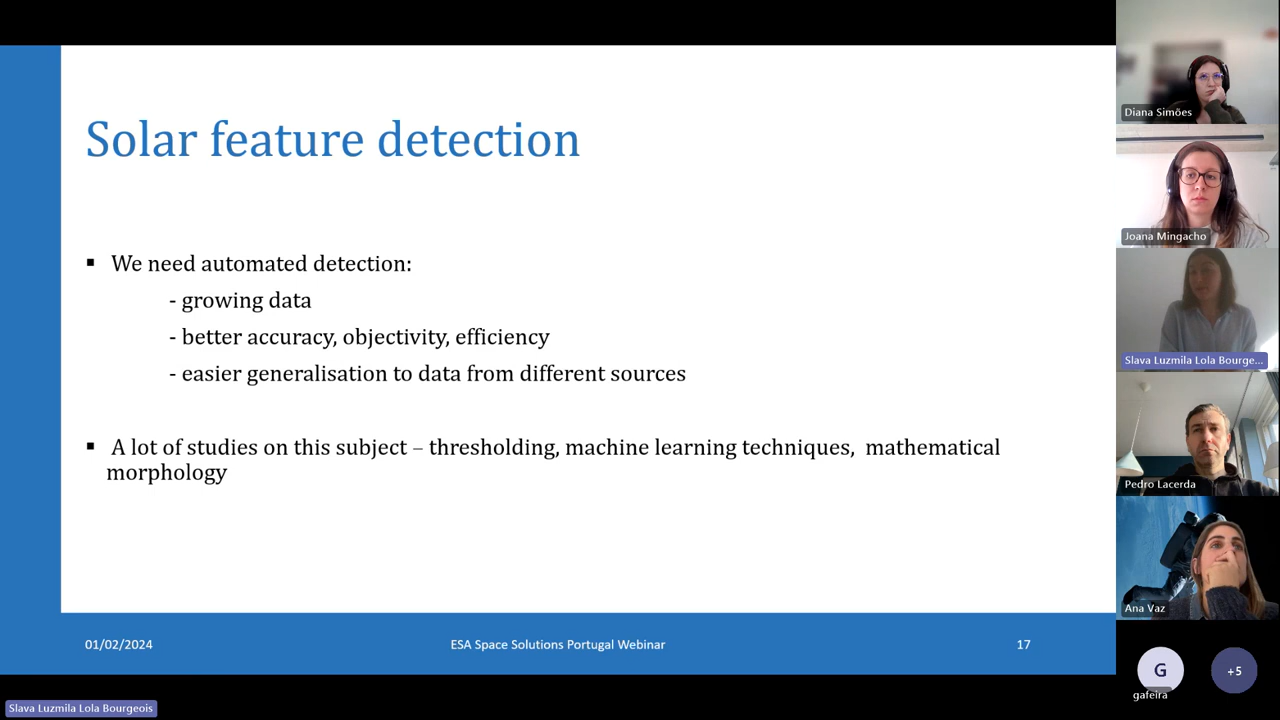 Solar feature detection
▪ We need automated detection:
- growing data
- better accuracy, objectivity, efficiency
- easier generalisation to data from different sources
▪ A lot of studies on this subject – thresholding, machine learning techniques, mathematical
morphology
01/02/2024
ESA Space Solutions Portugal Webinar
17
Diana Simões
Joana Mingacho
Slava Luzmila Lola Bourge...
Pedro Lacerda
Ana Vaz
G
gafeira
+5
Slava Luzmila Lola Bourgeois